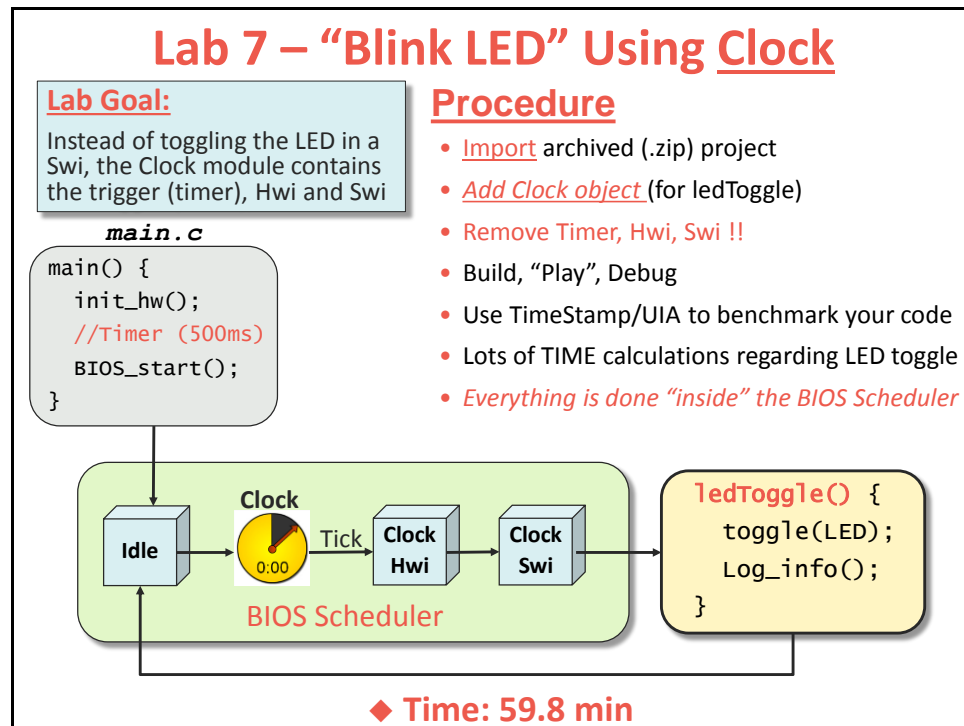 Lab 7 – “Blink LED” Using Clock
Lab Goal:
Instead of toggling the LED in a
Swi, the Clock module contains
the trigger (timer), Hwi and Swi
Procedure
• Import archived (.zip) project
• Add Clock object (for ledToggle)
• Remove Timer, Hwi, Swi !!
• Build, “Play”, Debug
• Use TimeStamp/UIA to benchmark your code
• Lots of TIME calculations regarding LED toggle
• Everything is done “inside” the BIOS Scheduler
main.c
main() {
init_hw();
//Timer (500ms)
BIOS_start();
}
Idle
Clock
0:00
Tick
Clock
Hwi
Clock
Swi
BIOS Scheduler
ledToggle() {
toggle(LED);
Log_info();
}
◆ Time: 59.8 min